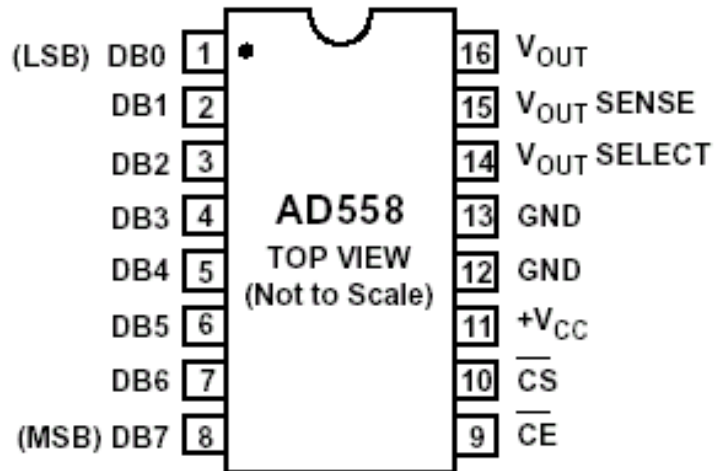 (LSB) DB0 1 16 VOUT
DB1 2 15 VOUT SENSE
DB2 3 14 VOUT SELECT
DB3 4 AD558 13 GND
DB4 5 TOP VIEW 12 GND
(Not to Scale)
DB5 6 11 +VCC
DB6 7 10 C̅S̅
(MSB) DB7 8 9 C̅E̅